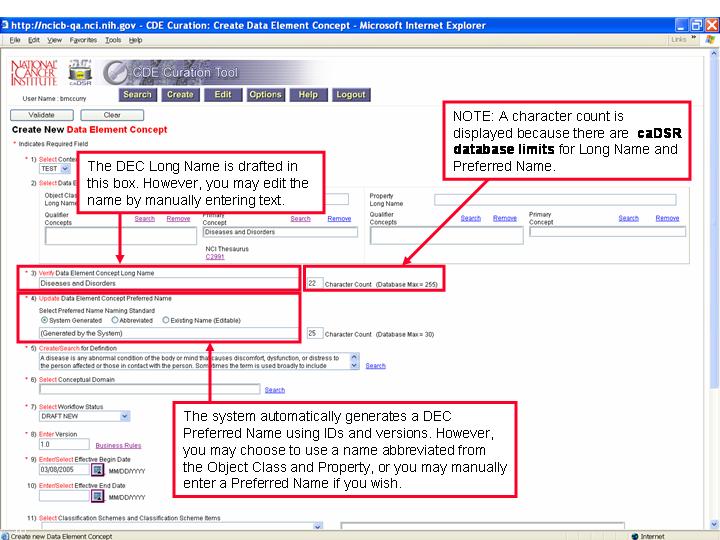 http://ncicb-qa.nci.nih.gov - CDE Curation: Create Data Element Concept - Microsoft Internet Explorer
File Edit View Favorites Tools Help
Links »
NATIONAL
CANCER
INSTITUTE
caDSR
CDE Curation Tool
User Name : bmccurry
Search Create Edit Options Help Logout
Validate Clear
Create New Data Element Concept
* Indicates Required Field
NOTE: A character count is
displayed because there are caDSR
database limits for Long Name and
Preferred Name.
* 1) Select Contex
TEST
The DEC Long Name is drafted in
this box. However, you may edit the
name by manually entering text.
2) Select Data E
Object Clas
Long Nam
Property
Long Name
Qualifier
Concepts
Search Remove
Primary
Concept
Search Remove
Qualifier
Concepts
Search Remove
Primary
Concept
Search Remove
Diseases and Disorders
NCI Thesaurus
C2991
* 3) Verify Data Element Concept Long Name
Diseases and Disorders
22 Character Count (Database Max = 255)
* 4) Update Data Element Concept Preferred Name
Select Preferred Name Naming Standard
System Generated Abbreviated Existing Name (Editable)
(Generated by the System)
25 Character Count (Database Max = 30)
* 5) Create/Search for Definition
A disease is any abnormal condition of the body or mind that causes discomfort, dysfunction, or distress to
the person affected or those in contact with the person. Sometimes the term is used broadly to include
Search
* 6) Select Conceptual Domain
Search
* 7) Select Workflow Status
DRAFT NEW
* 8) Enter Version
1.0
Business Rules
* 9) Enter/Select Effective Begin Date
03/08/2005
MM/DD/YYYY
10) Enter/Select Effective End Date
MM/DD/YYYY
The system automatically generates a DEC
Preferred Name using IDs and versions. However,
you may choose to use a name abbreviated from
the Object Class and Property, or you may manually
enter a Preferred Name if you wish.
11) Select Classification Schemes and Classification Scheme Items
Create new Data Element Concept
Internet